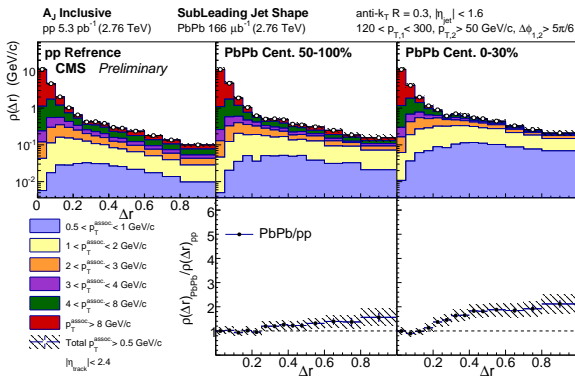 A_J Inclusive
pp 5.3 pb^-1 (2.76 TeV)
SubLeading Jet Shape
PbPb 166 μb^-1 (2.76 TeV)
anti-k_T R = 0.3, |η_jet| < 1.6
120 < p_T,1 < 300, p_T,2 > 50 GeV/c, Δϕ_1,2 > 5π/6
pp Refrence
CMS Preliminary
PbPb Cent. 50-100%
PbPb Cent. 0-30%
ρ(Δr) (GeV/c)
10
1
10^-1
10^-2
0 0.2 0.4 0.6 0.8
Δr
0.5 < p_T^assoc. < 1 GeV/c
1 < p_T^assoc. < 2 GeV/c
2 < p_T^assoc. < 3 GeV/c
3 < p_T^assoc. < 4 GeV/c
4 < p_T^assoc. < 8 GeV/c
p_T^assoc. > 8 GeV/c
Total p_T^assoc. > 0.5 GeV/c
|η_track| < 2.4
ρ(Δr)_PbPb/ρ(Δr)_pp
6
5
4
3
2
1
PbPb/pp
0 0.2 0.4 0.6 0.8
Δr
0 0.2 0.4 0.6 0.8
Δr